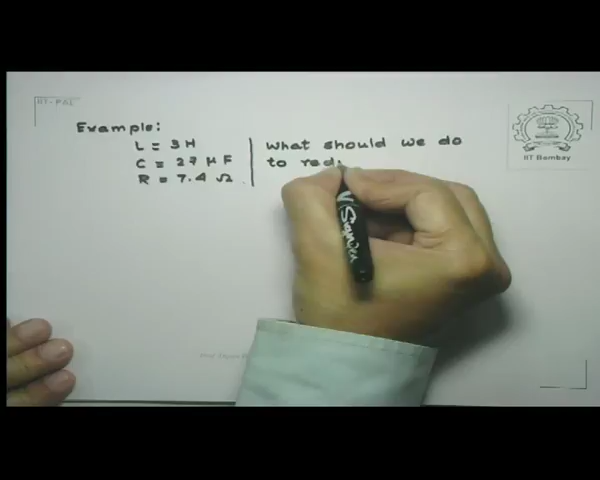 Example:
L = 3 H
C = 27 μF
R = 7.4 Ω
What should we do
to red
IIT Bombay